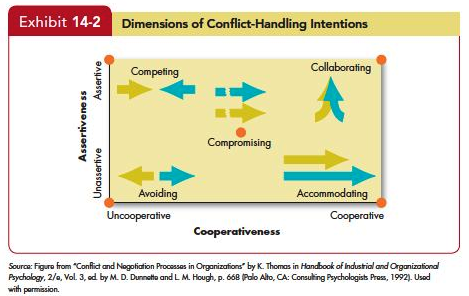 Exhibit 14-2 Dimensions of Conflict-Handling Intentions
Assertiveness
Assertive
Unassertive
Competing
Collaborating
Compromising
Avoiding
Accommodating
Uncooperative
Cooperative
Cooperativeness
Source: Figure from "Conflict and Negotiation Processes in Organizations" by K. Thomas in Handbook of Industrial and Organizational
Psychology, 2/e, Vol. 3, ed. by M. D. Dunnette and L. M. Hough, p. 668 (Palo Alto, CA: Consulting Psychologists Press, 1992). Used
with permission.